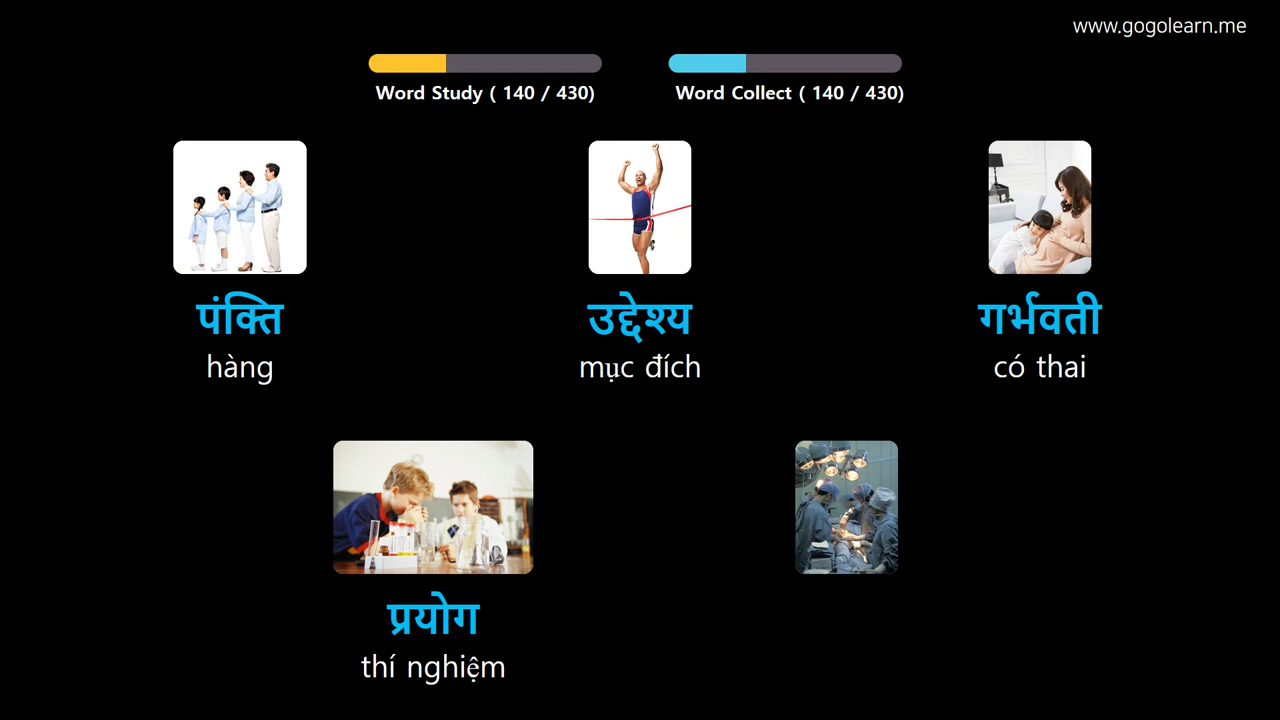 www.gogolearn.me
Word Study ( 140 / 430)
Word Collect ( 140 / 430)
पंक्ति
hàng
उद्देश्य
mục đích
गर्भवती
có thai
प्रयोग
thí nghiệm